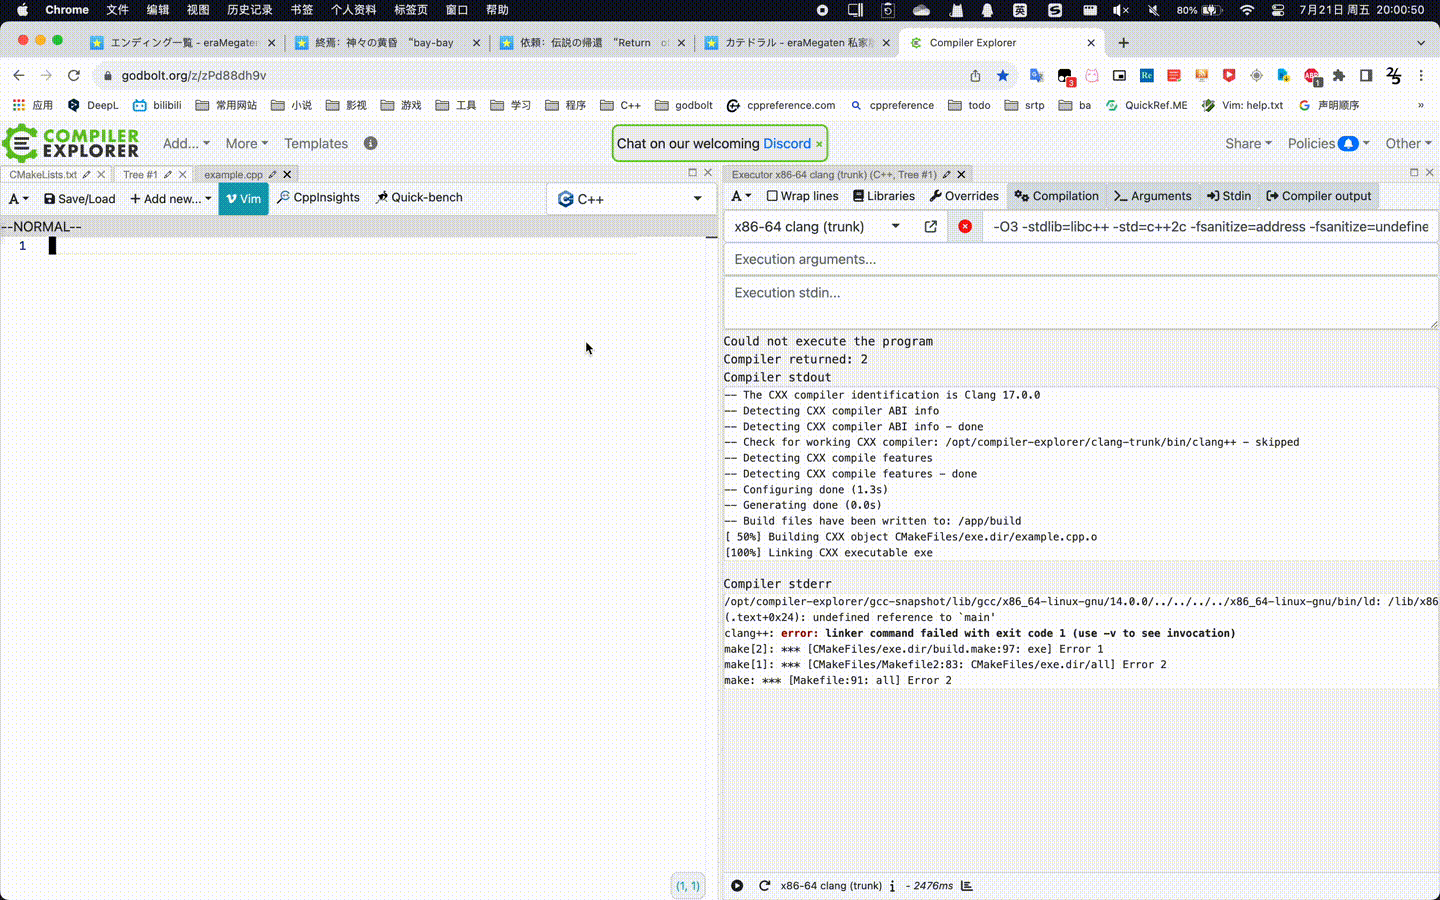 Chrome 文件 编辑 视图 历史记录 书签 个人资料 标签页 窗口 帮助 英 80% 7月21日 周五 20:00:50
エンディング一覧 - eraMegaten 終焉：神々の黄昏 “bay-bay 依頼：伝説の帰還 “Return カテドラル - eraMegaten 私家版 Compiler Explorer
godbolt.org/z/zPd88dh9v
应用 DeepL bilibili 常用网站 小说 影视 游戏 工具 学习 程序 C++ godbolt cppreference.com cppreference todo srtp ba QuickRef.ME Vim: help.txt 声明顺序 »
COMPILER EXPLORER Add... More Templates Chat on our welcoming Discord × Share Policies Other
CMakeLists.txt Tree #1 example.cpp Executor x86-64 clang (trunk) (C++, Tree #1)
A Save/Load + Add new... Vim CppInsights Quick-bench C++ A Wrap lines Libraries Overrides Compilation Arguments Stdin Compiler output
--NORMAL--
1
x86-64 clang (trunk) -O3 -stdlib=libc++ -std=c++2c -fsanitize=address -fsanitize=undefine
Execution arguments...
Execution stdin...
Could not execute the program
Compiler returned: 2
Compiler stdout
-- The CXX compiler identification is Clang 17.0.0
-- Detecting CXX compiler ABI info
-- Detecting CXX compiler ABI info - done
-- Check for working CXX compiler: /opt/compiler-explorer/clang-trunk/bin/clang++ - skipped
-- Detecting CXX compile features
-- Detecting CXX compile features - done
-- Configuring done (1.3s)
-- Generating done (0.0s)
-- Build files have been written to: /app/build
[ 50%] Building CXX object CMakeFiles/exe.dir/example.cpp.o
[100%] Linking CXX executable exe
Compiler stderr
/opt/compiler-explorer/gcc-snapshot/lib/gcc/x86_64-linux-gnu/14.0.0/../../../../x86_64-linux-gnu/bin/ld: /lib/x86
(.text+0x24): undefined reference to `main'
clang++: error: linker command failed with exit code 1 (use -v to see invocation)
make[2]: *** [CMakeFiles/exe.dir/build.make:97: exe] Error 1
make[1]: *** [CMakeFiles/Makefile2:83: CMakeFiles/exe.dir/all] Error 2
make: *** [Makefile:91: all] Error 2
(1, 1)
x86-64 clang (trunk) i - 2476ms